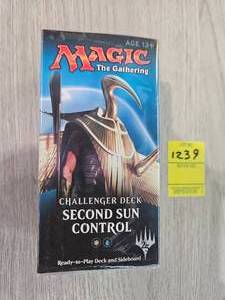 AGE 13+
MAGIC
The Gathering
CHALLENGER DECK
SECOND SUN
CONTROL
Ready-to-Play Deck and Sideboard
1239